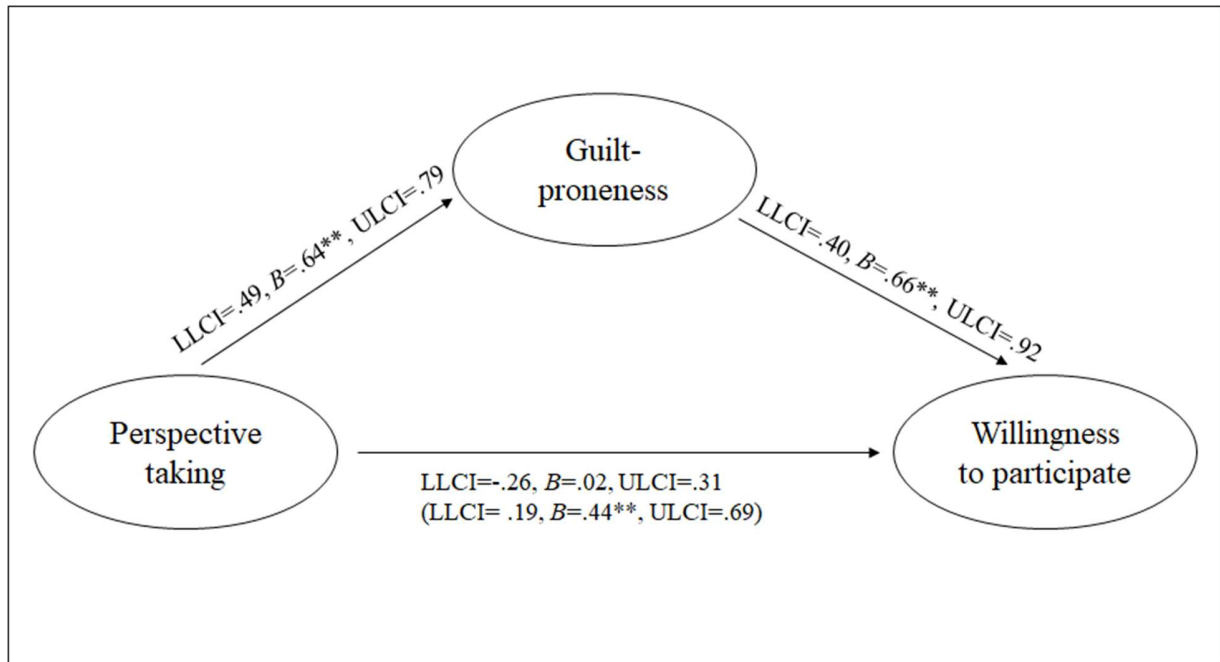 Guilt-
proneness
LLCI=.49, B=.64**, ULCI=.79
LLCI=.40, B=.66**, ULCI=.92
Perspective
taking
Willingness
to participate
LLCI=-.26, B=.02, ULCI=.31
(LLCI= .19, B=.44**, ULCI=.69)